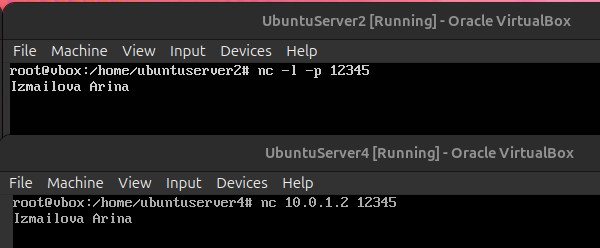 UbuntuServer2 [Running] - Oracle VirtualBox
File Machine View Input Devices Help
root@vbox:/home/ubuntuserver2# nc -l -p 12345
Izmailova Arina
UbuntuServer4 [Running] - Oracle VirtualBox
File Machine View Input Devices Help
root@vbox:/home/ubuntuserver4# nc 10.0.1.2 12345
Izmailova Arina